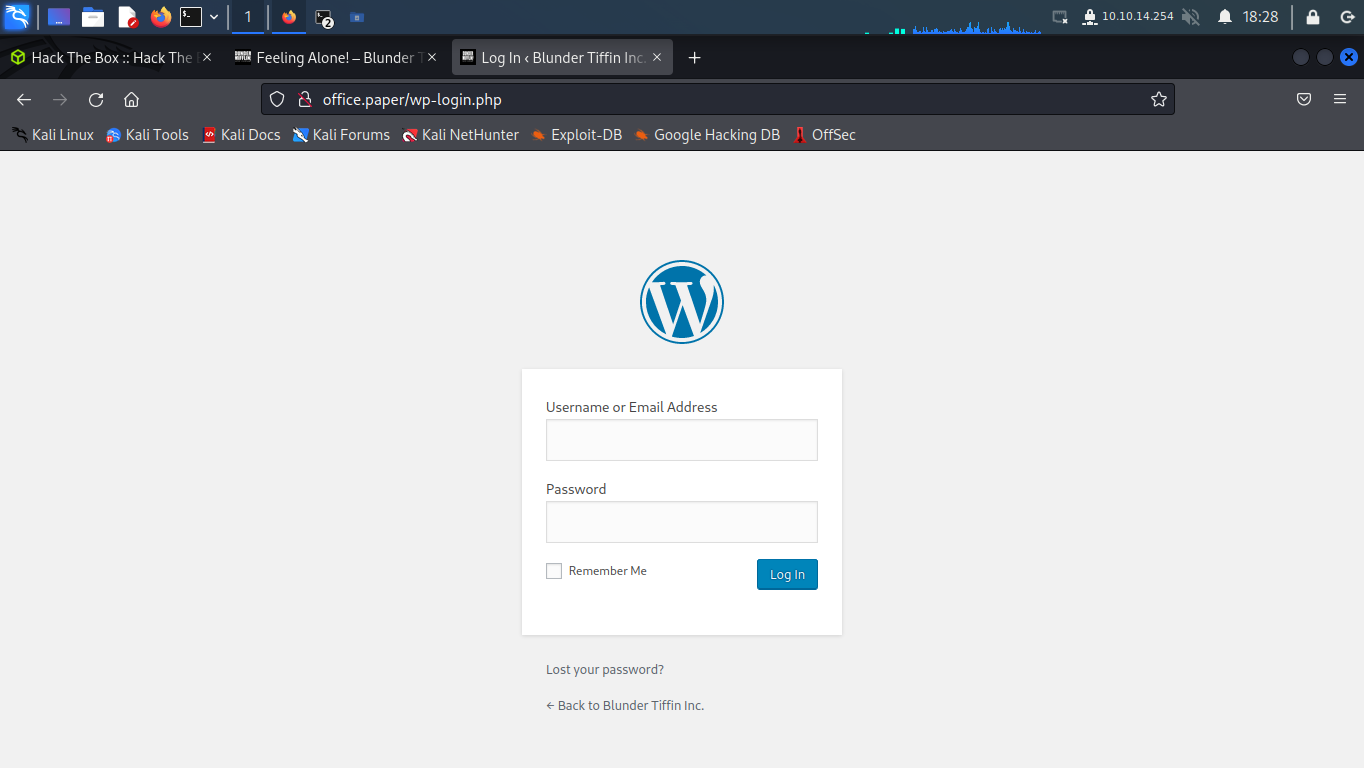 1
2
10.10.14.254
18:28
Hack The Box :: Hack The
Feeling Alone! – Blunder T
Log In ‹ Blunder Tiffin Inc.
office.paper/wp-login.php
Kali Linux
Kali Tools
Kali Docs
Kali Forums
Kali NetHunter
Exploit-DB
Google Hacking DB
OffSec
Username or Email Address
Password
Remember Me
Log In
Lost your password?
← Back to Blunder Tiffin Inc.